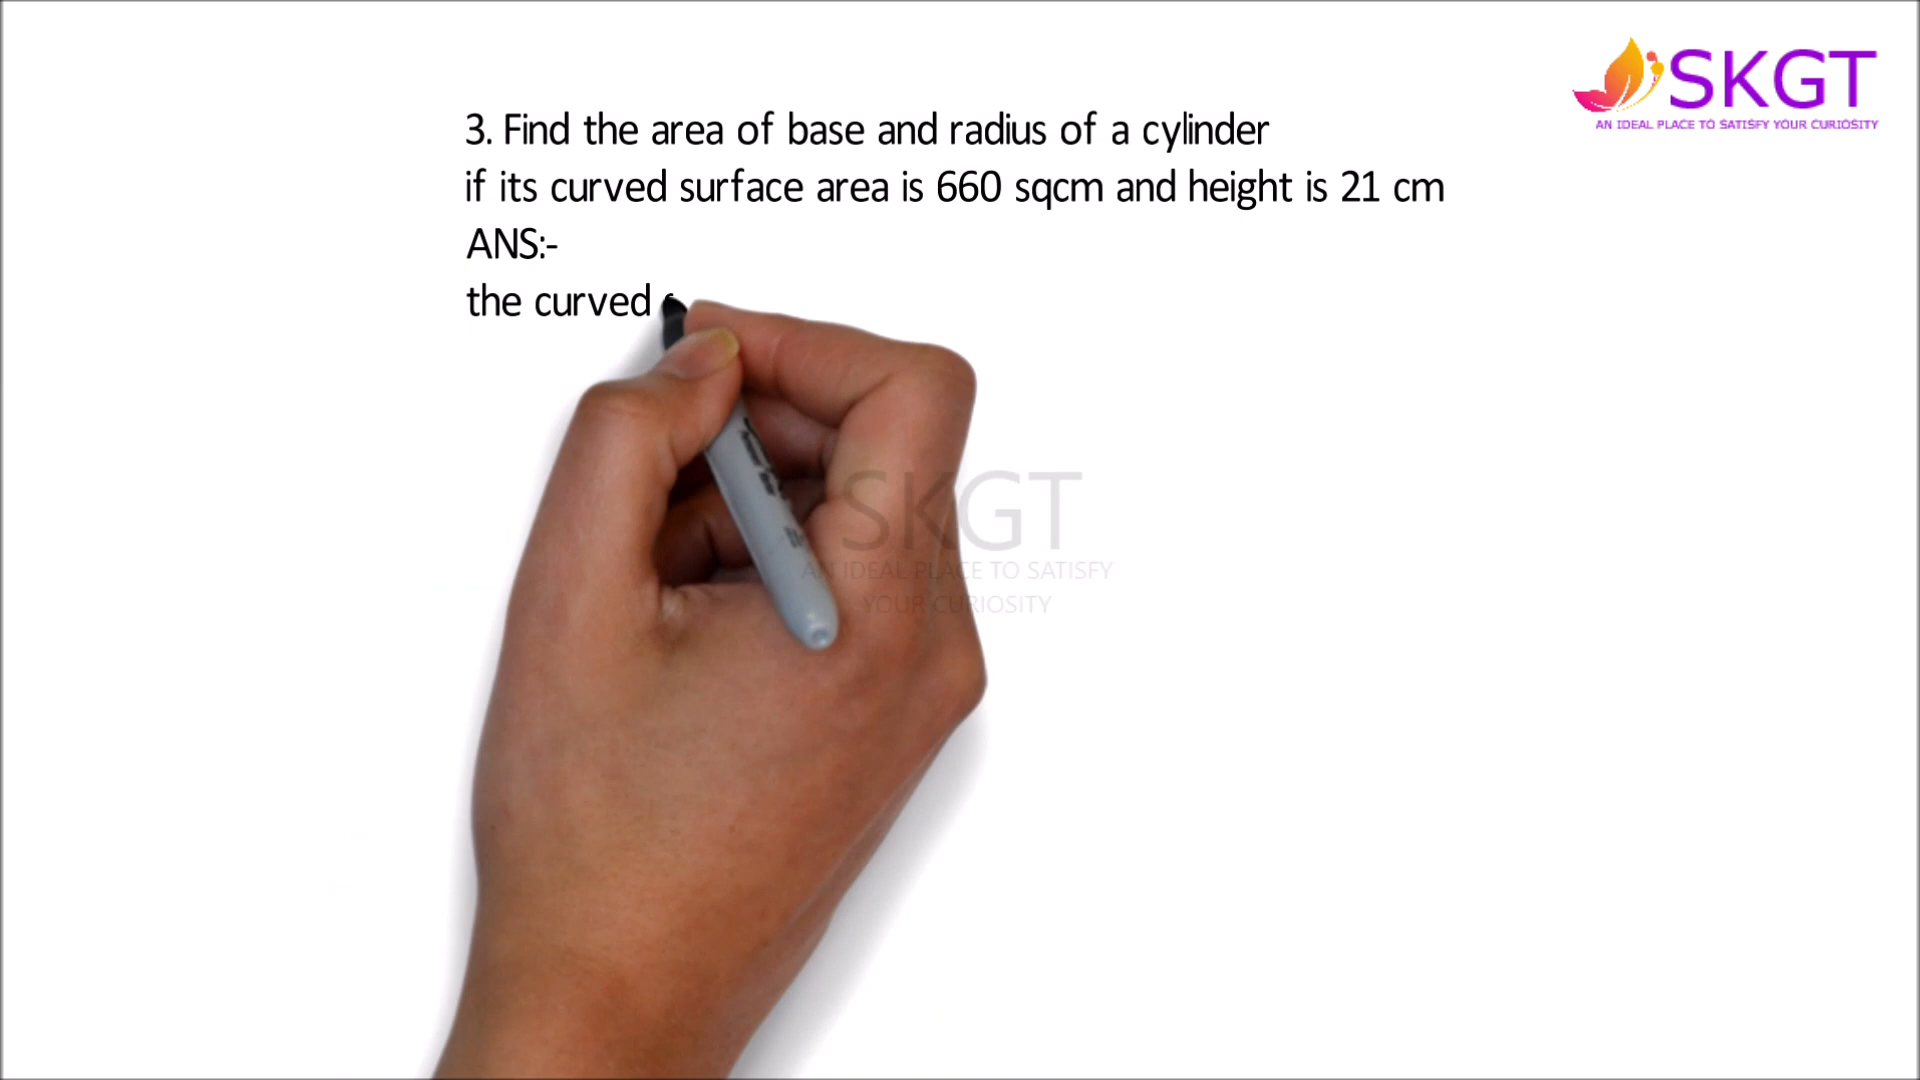 SKGT
AN IDEAL PLACE TO SATISFY YOUR CURIOSITY
3. Find the area of base and radius of a cylinder
if its curved surface area is 660 sqcm and height is 21 cm
ANS:-
the curved
SKGT
AN IDEAL PLACE TO SATISFY
YOUR CURIOSITY